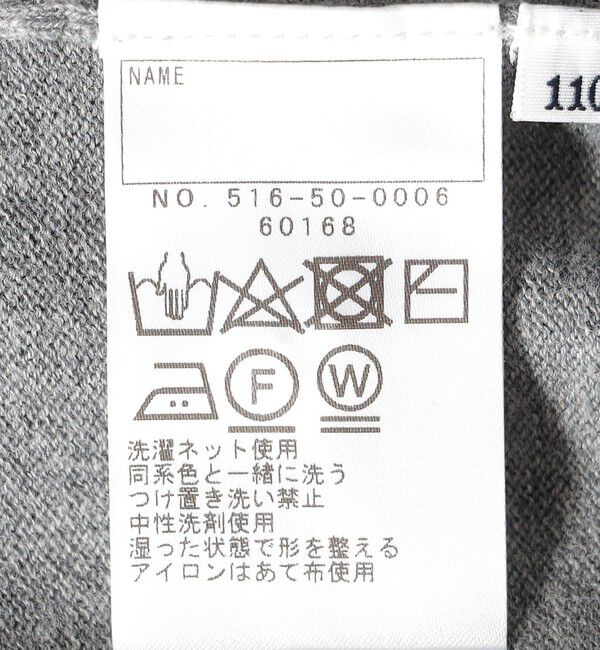 NAME
110
NO. 516-50-0006
60168
F
W
洗濯ネット使用
同系色と一緒に洗う
つけ置き洗い禁止
中性洗剤使用
湿った状態で形を整える
アイロンはあて布使用